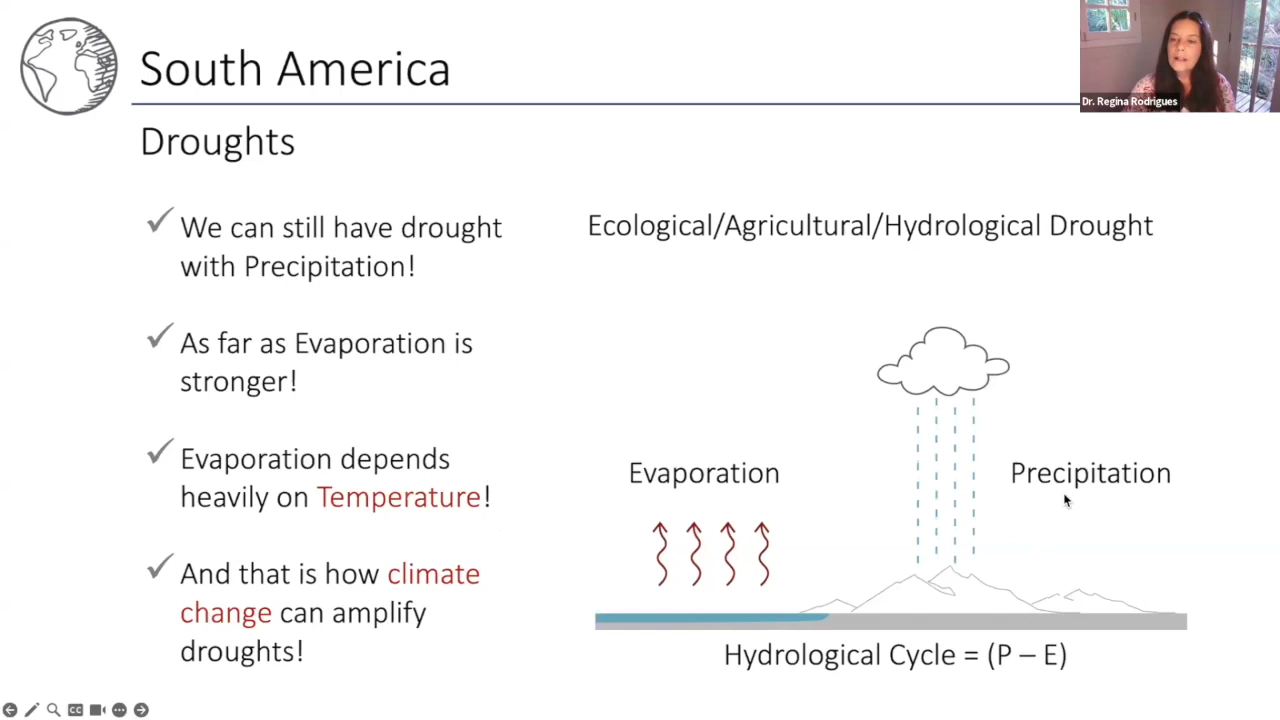 South America
Dr. Regina Rodrigues
Droughts
We can still have drought
with Precipitation!
As far as Evaporation is
stronger!
Evaporation depends
heavily on Temperature!
And that is how climate
change can amplify
droughts!
Ecological/Agricultural/Hydrological Drought
Evaporation
Precipitation
Hydrological Cycle = (P – E)
CC